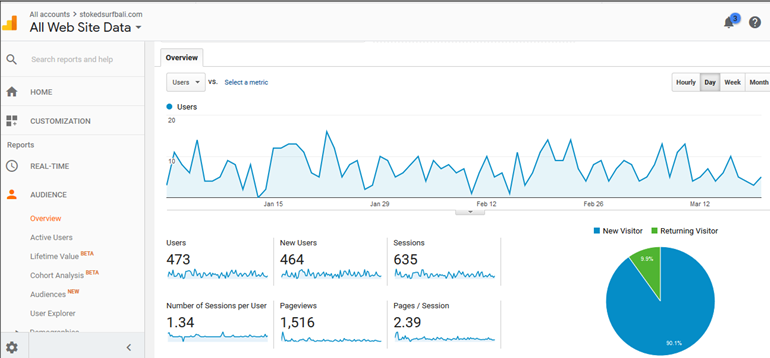 All accounts > stokedsurfbali.com
All Web Site Data
3
Search reports and help
HOME
CUSTOMIZATION
Reports
REAL-TIME
AUDIENCE
Overview
Active Users
Lifetime Value BETA
Cohort Analysis BETA
Audiences NEW
User Explorer
Overview
Users VS. Select a metric
Hourly Day Week Month
Users
20
10
Jan 15 Jan 29 Feb 12 Feb 26 Mar 12
Users
473
New Users
464
Sessions
635
Number of Sessions per User
1.34
Pageviews
1,516
Pages / Session
2.39
New Visitor Returning Visitor
9.9%
90.1%